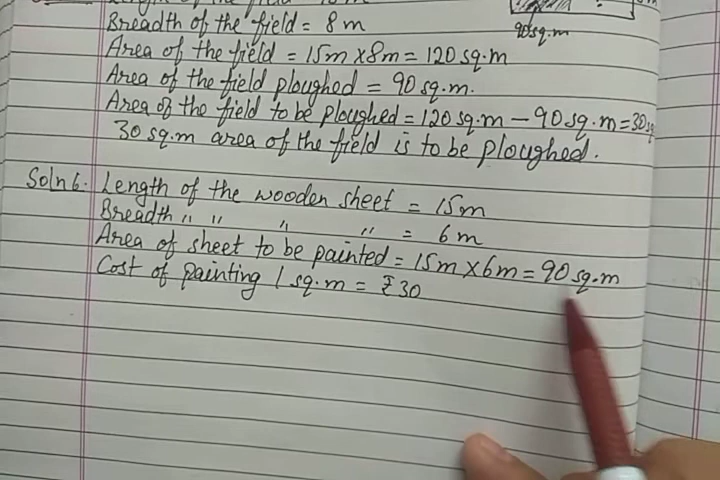 90sq.m
Breadth of the field = 8 m
Area of the field = 15m x 8m = 120 sq.m
Area of the field ploughed = 90 sq.m.
Area of the field to be ploughed = 120 sq.m - 90 sq.m = 30sq
30 sq.m area of the field is to be ploughed.
Soln 6. Length of the wooden sheet = 15m
Breadth " " " " = 6 m
Area of sheet to be painted = 15m x 6m = 90 sq.m
Cost of painting 1 sq.m = ₹30